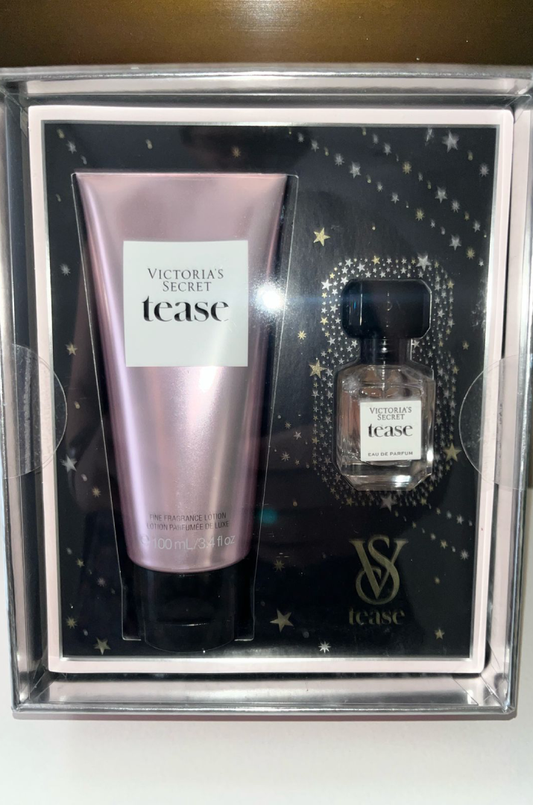 VICTORIA'S
SECRET
tease
FINE FRAGRANCE LOTION
LOTION PARFUMÉE DE LUXE
e 100 mL/3.4 fl oz
VICTORIA'S
SECRET
tease
EAU DE PARFUM
VS
tease